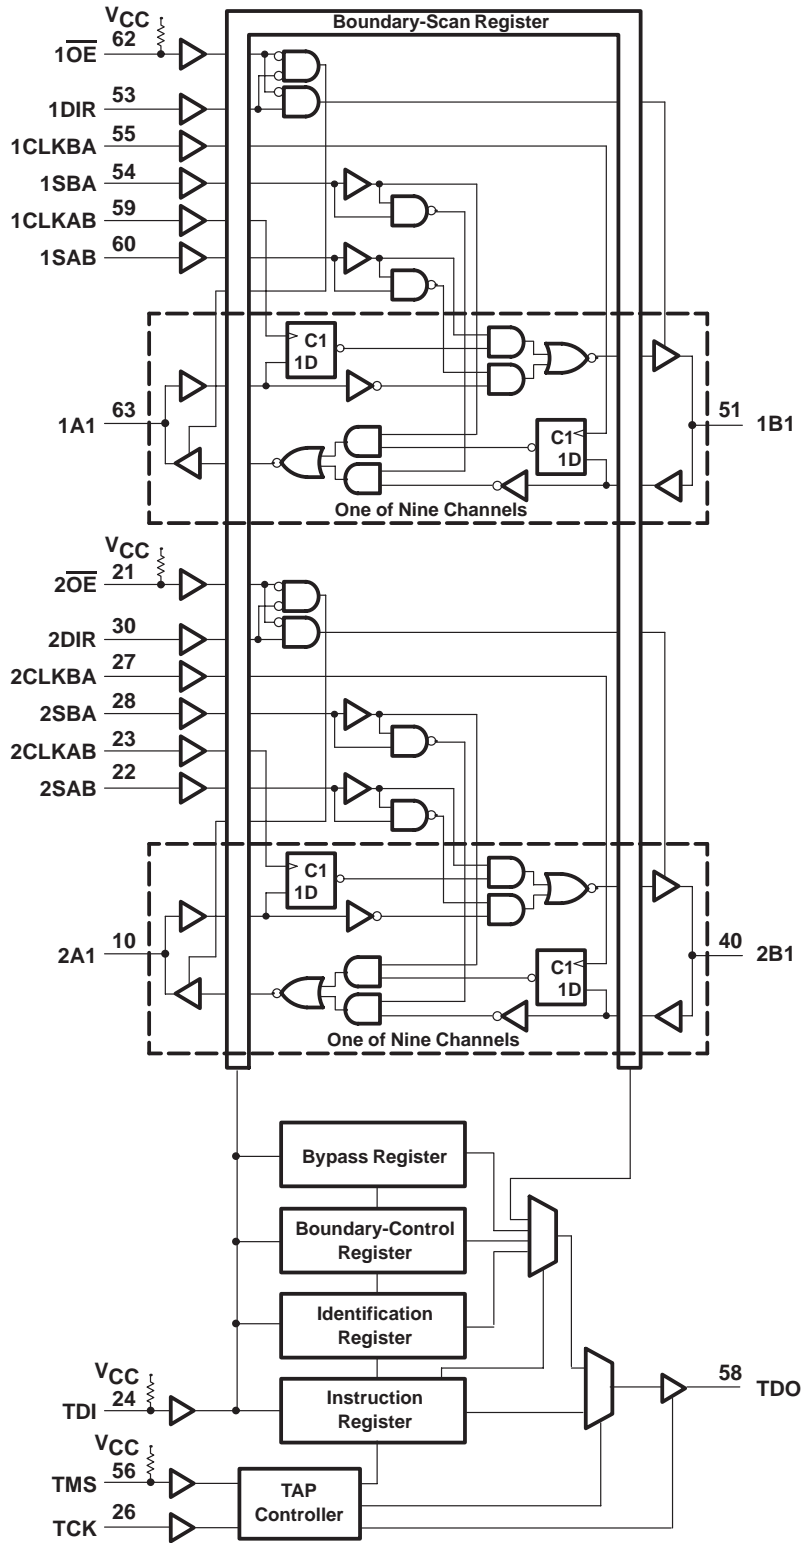 Boundary-Scan Register
VCC
1OE 62
1DIR 53
1CLKBA 55
1SBA 54
1CLKAB 59
1SAB 60
C1
1D
1A1 63
51 1B1
C1
1D
One of Nine Channels
VCC
2OE 21
2DIR 30
2CLKBA 27
2SBA 28
2CLKAB 23
2SAB 22
C1
1D
2A1 10
40 2B1
C1
1D
One of Nine Channels
Bypass Register
Boundary-Control
Register
Identification
Register
VCC
TDI 24
Instruction
Register
58 TDO
VCC
TMS 56
TAP
Controller
TCK 26